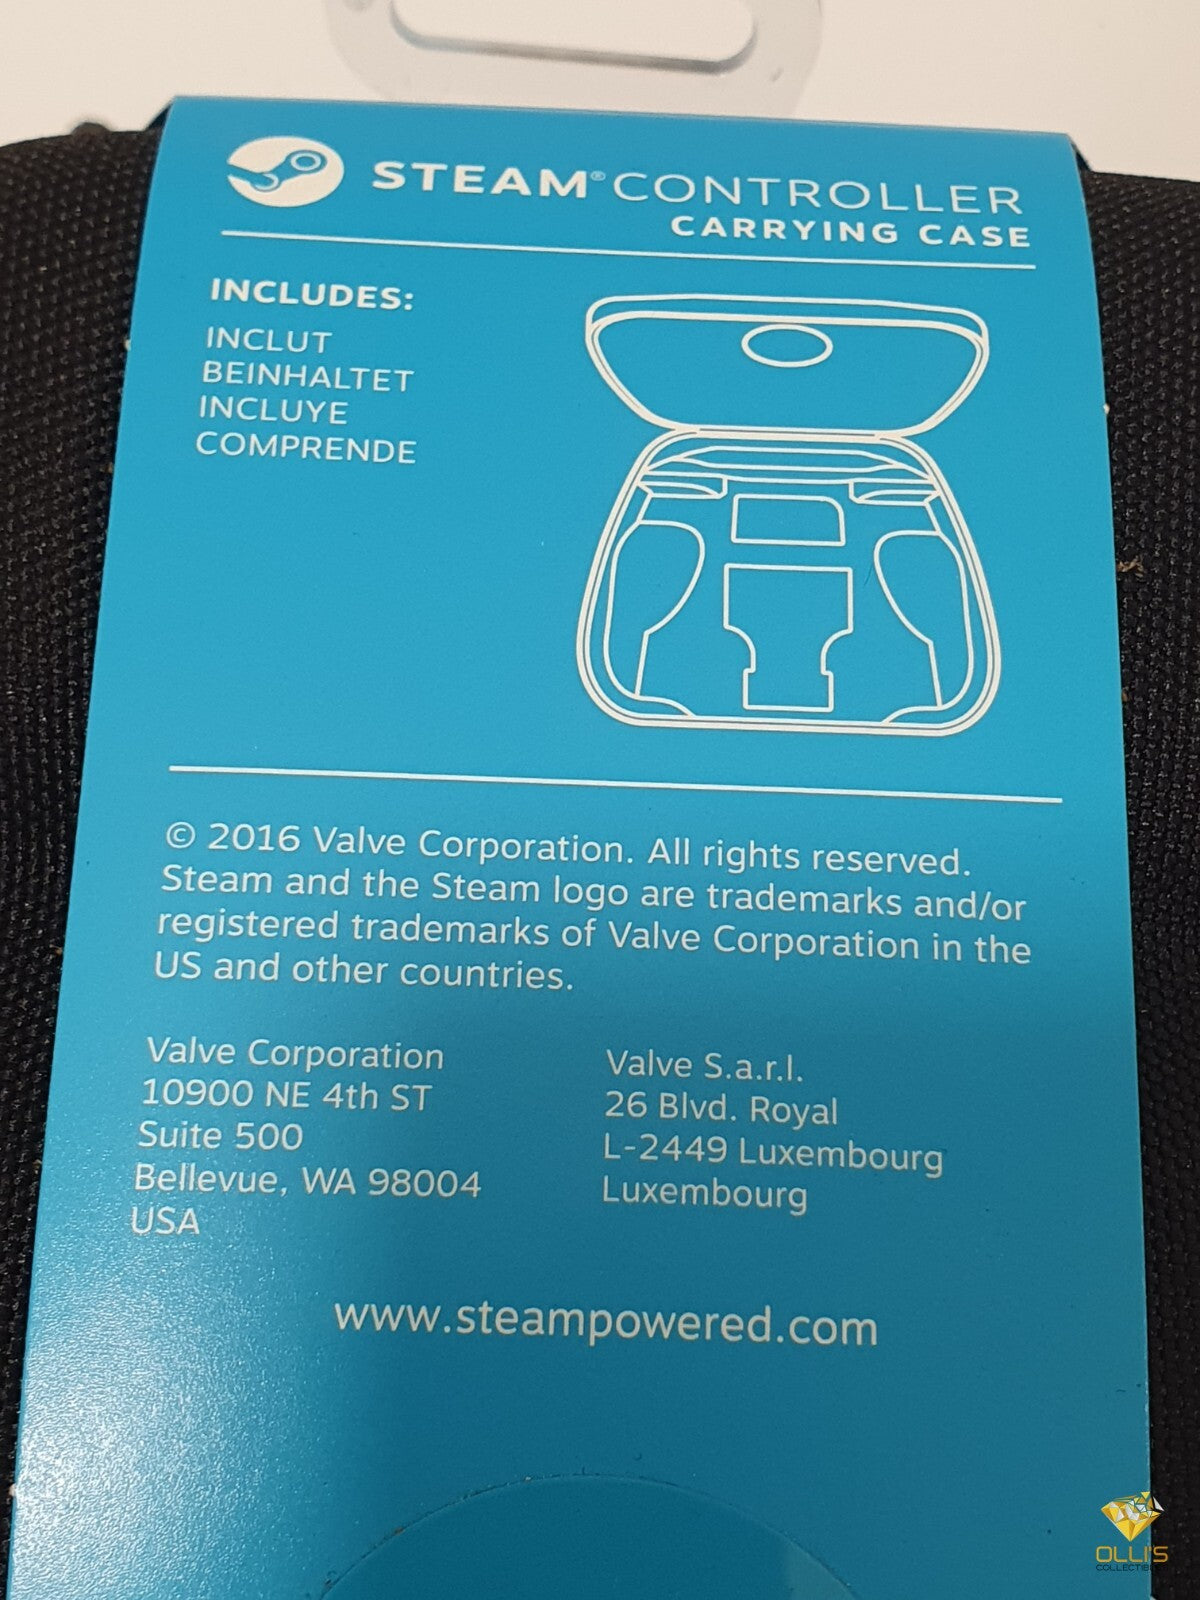 STEAM® CONTROLLER
CARRYING CASE
INCLUDES:
INCLUT
BEINHALTET
INCLUYE
COMPRENDE
© 2016 Valve Corporation. All rights reserved.
Steam and the Steam logo are trademarks and/or
registered trademarks of Valve Corporation in the
US and other countries.
Valve Corporation
10900 NE 4th ST
Suite 500
Bellevue, WA 98004
USA
Valve S.a.r.l.
26 Blvd. Royal
L-2449 Luxembourg
Luxembourg
www.steampowered.com
OLLI'S